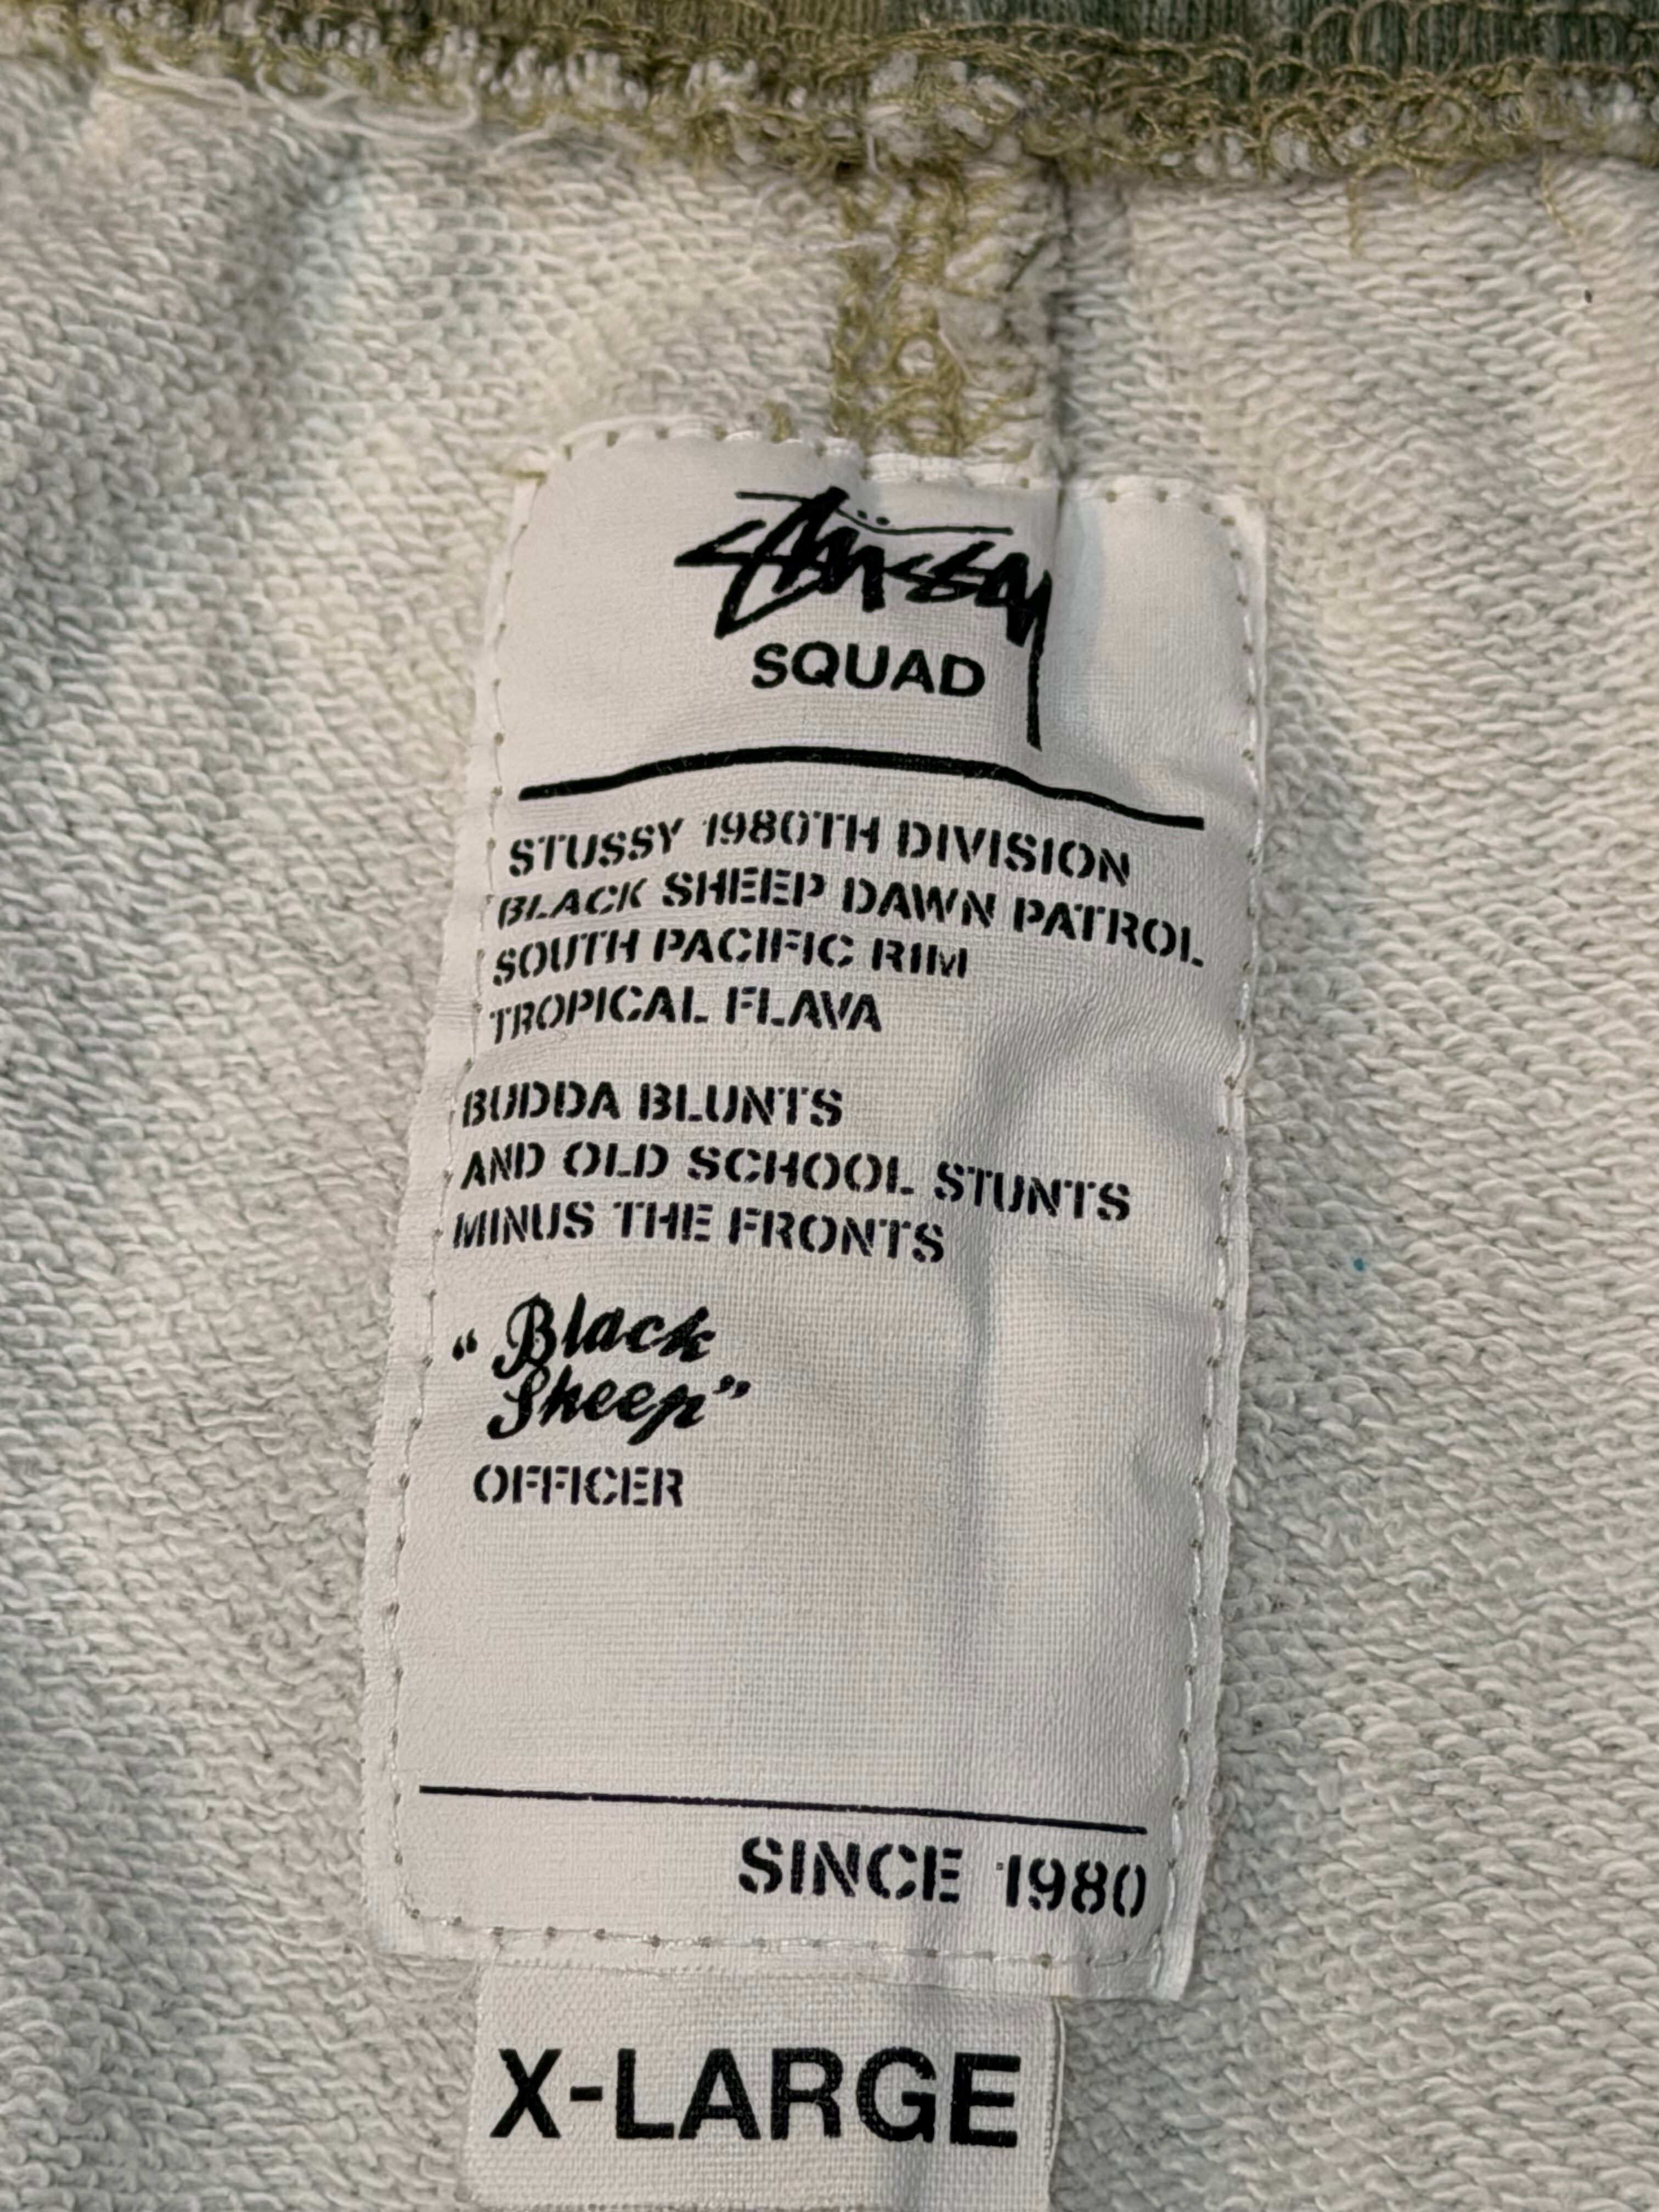 Stüssy
SQUAD
STUSSY 1980TH DIVISION
BLACK SHEEP DAWN PATROL
SOUTH PACIFIC RIM
TROPICAL FLAVA
BUDDA BLUNTS
AND OLD SCHOOL STUNTS
MINUS THE FRONTS
“Black
Sheep”
OFFICER
SINCE 1980
X-LARGE